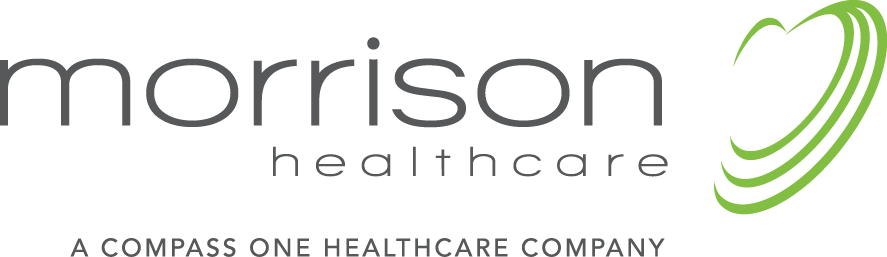 morrison
healthcare
A COMPASS ONE HEALTHCARE COMPANY